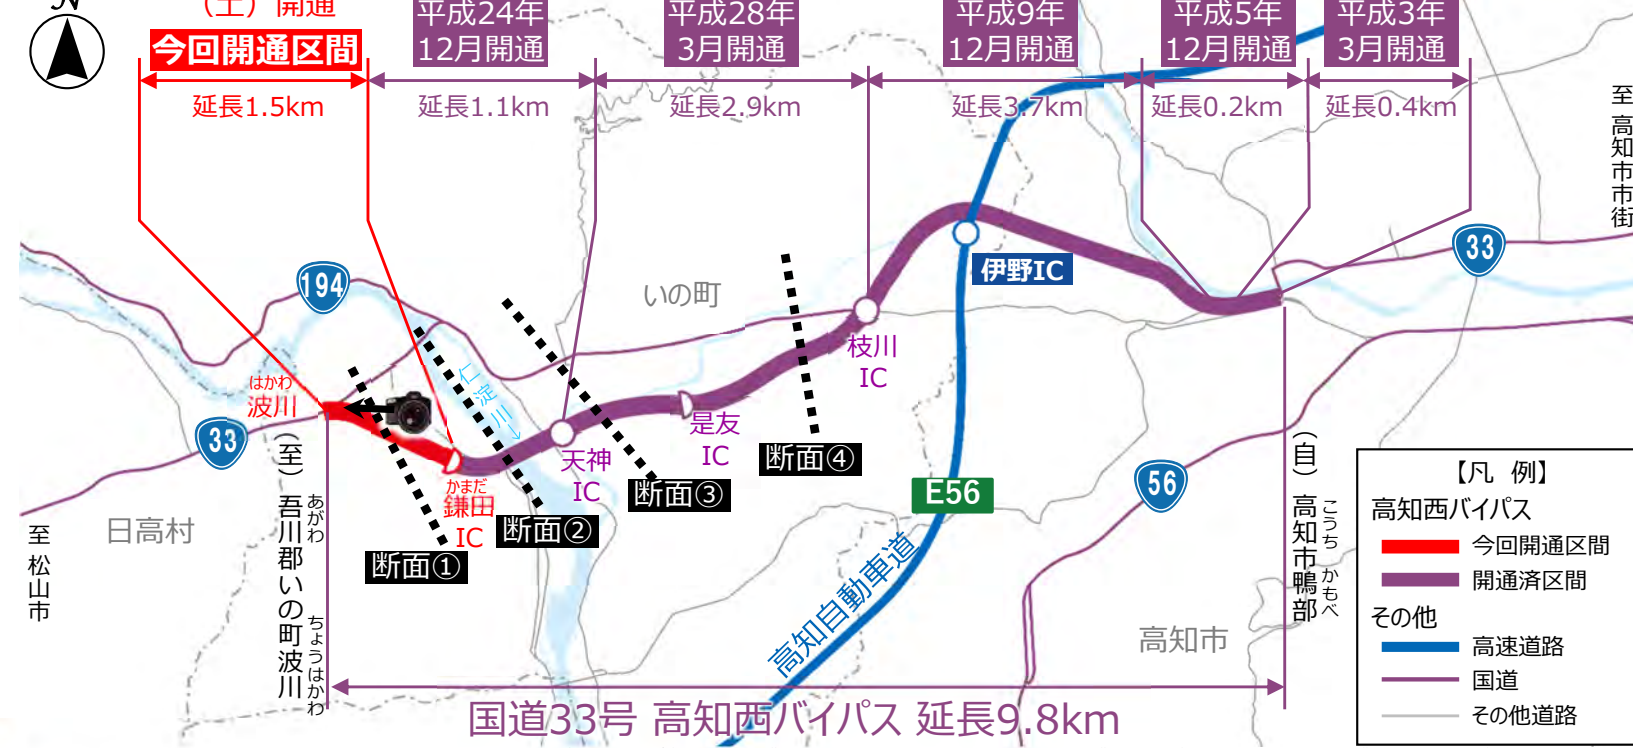 N
(土)開通
今回開通区間
延長1.5km
平成24年
12月開通
延長1.1km
平成28年
3月開通
延長2.9km
平成9年
12月開通
延長3.7km
平成5年
12月開通
延長0.2km
平成3年
3月開通
延長0.4km
至 高知市市街
33
194
いの町
伊野IC
枝川
IC
はかわ
波川
仁淀川→
33
是友
IC
天神
IC
断面④
断面③
かまだ
鎌田
IC
断面②
断面①
E56
56
高知自動車道
日高村
至 松山市
(至)吾川郡いの町波川
あがわ
ちょうはかわ
(自)高知市鴨部
こうち
かもべ
高知市
国道33号 高知西バイパス 延長9.8km
【凡 例】
高知西バイパス
今回開通区間
開通済区間
その他
高速道路
国道
その他道路